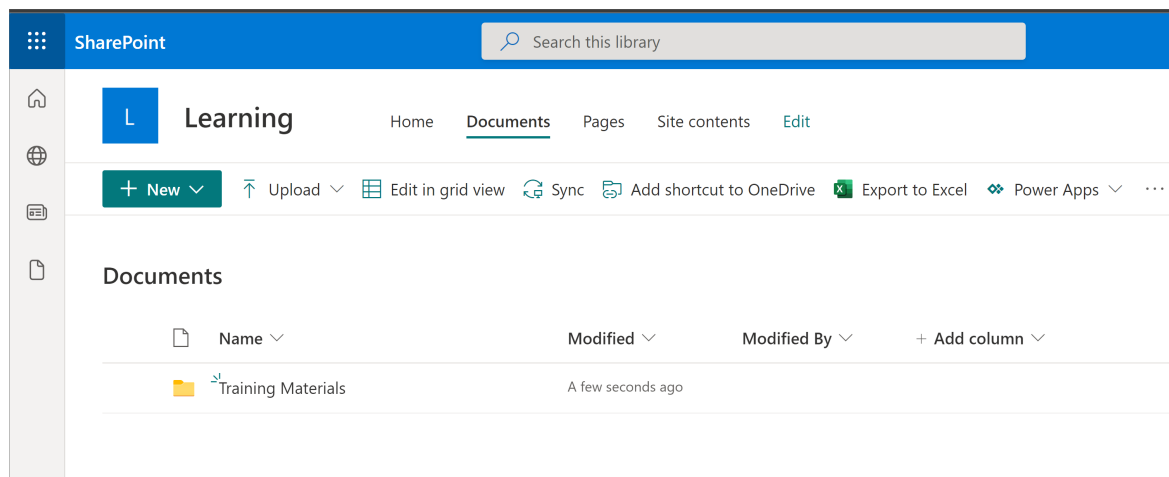 SharePoint Search this library
L Learning Home Documents Pages Site contents Edit
New Upload Edit in grid view Sync Add shortcut to OneDrive Export to Excel Power Apps ···
Documents
Name Modified Modified By + Add column
Training Materials A few seconds ago